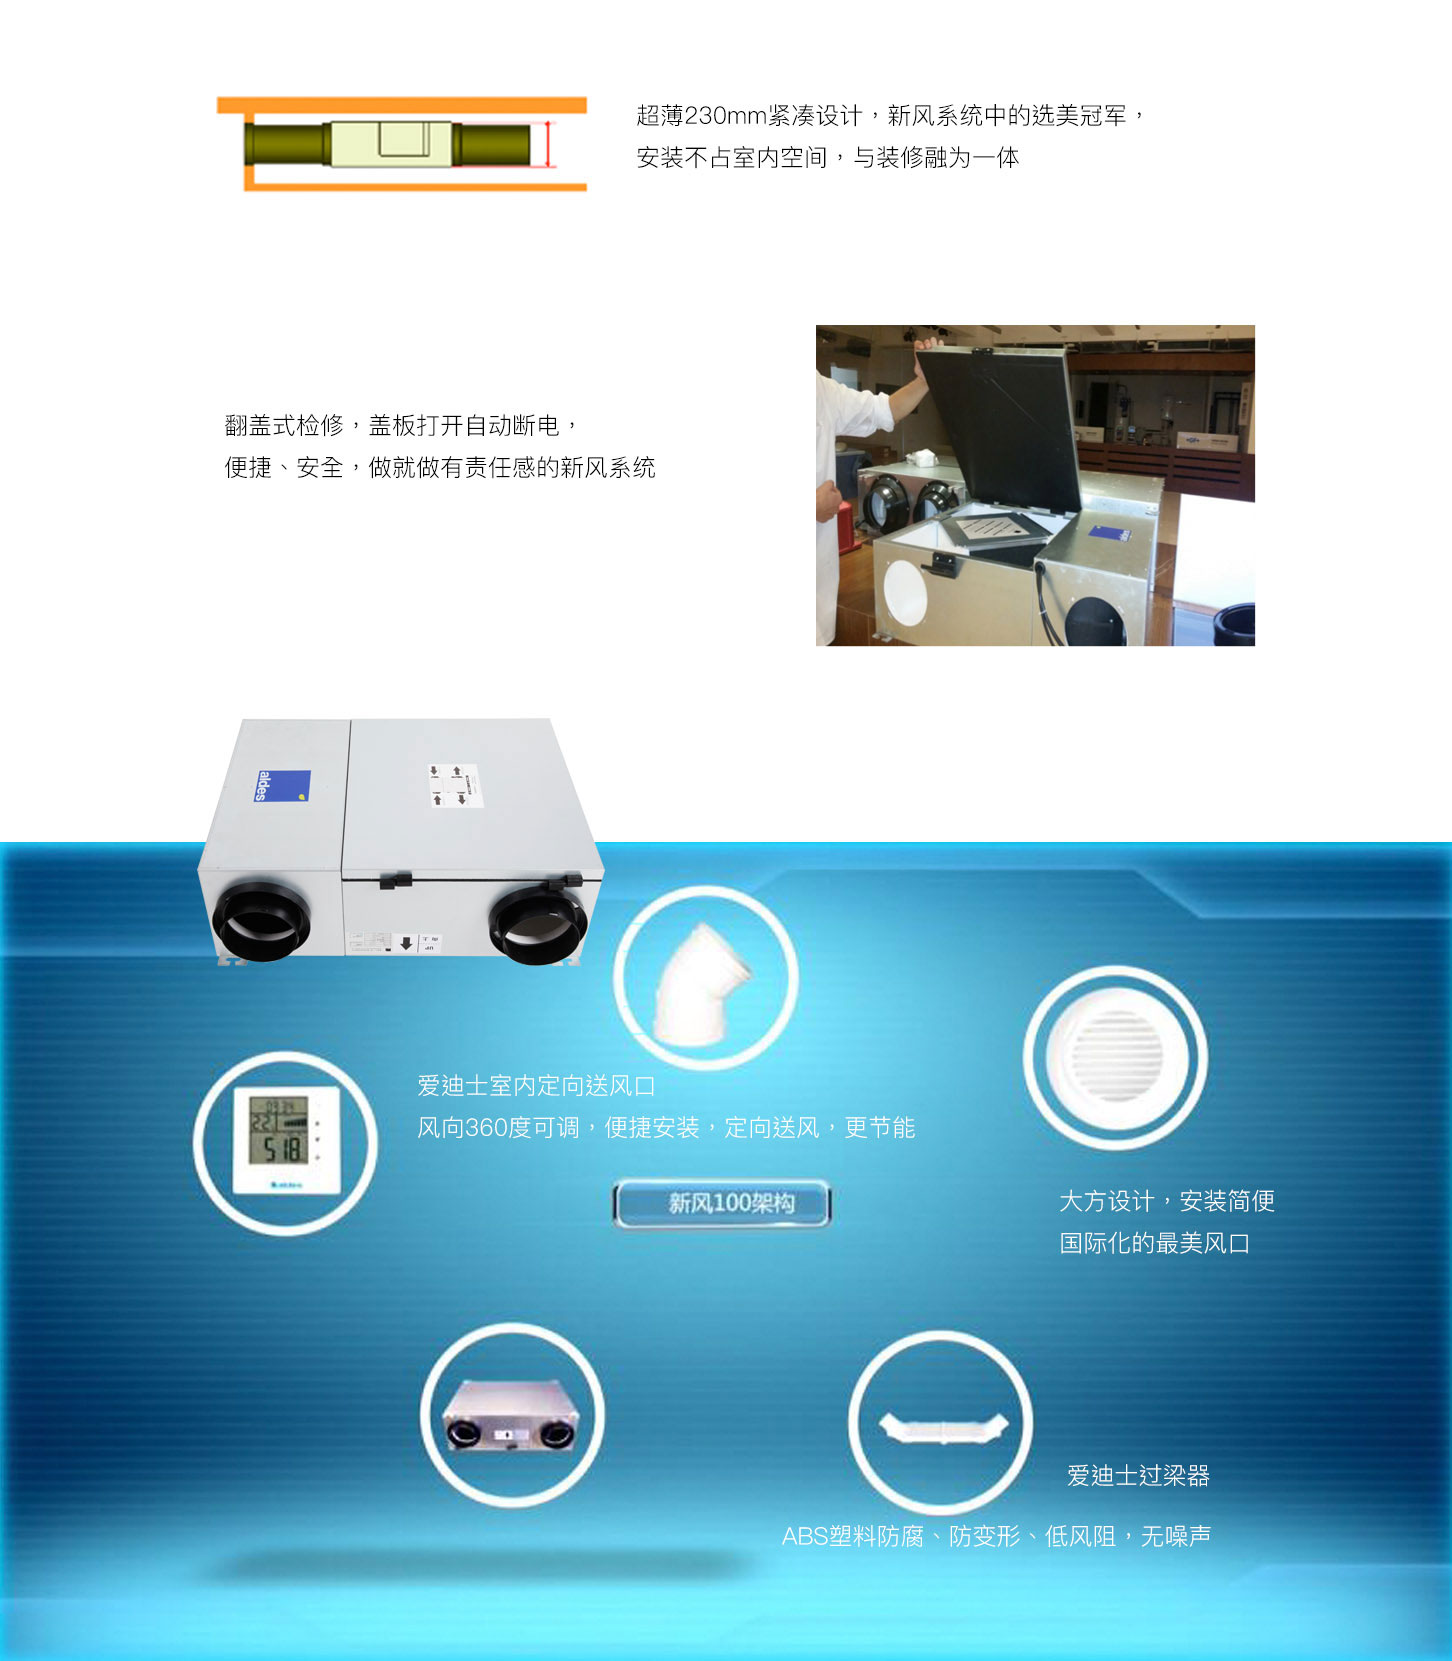 超薄230mm紧凑设计，新风系统中的选美冠军，
安装不占室内空间，与装修融为一体
翻盖式检修，盖板打开自动断电，
便捷、安全，做就做有责任感的新风系统
aldes
aldes
UP
爱迪士室内定向送风口
风向360度可调，便捷安装，定向送风，更节能
518
新风100架构
大方设计，安装简便
国际化的最美风口
爱迪士过梁器
ABS塑料防腐、防变形、低风阻，无噪声